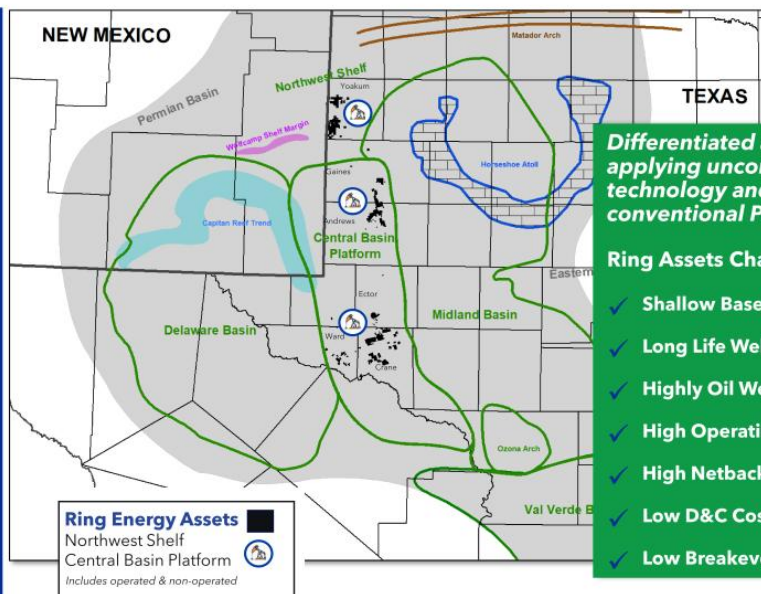 NEW MEXICO
Matador Arch
Northwest Shelf
Yoakum
TEXAS
Permian Basin
Wolfcamp Shelf Margin
Horseshoe Atoll
Gaines
Capitan Reef Trend
Andrews
Central Basin
Platform
Eastern
Ector
Delaware Basin
Midland Basin
Ward
Crane
Ozona Arch
Val Verde B
Differentiated
applying uncon
technology and
conventional P
Ring Assets Cha
✓ Shallow Base
✓ Long Life We
✓ Highly Oil We
✓ High Operati
✓ High Netback
✓ Low D&C Cos
✓ Low Breakev
Ring Energy Assets
Northwest Shelf
Central Basin Platform
Includes operated & non-operated